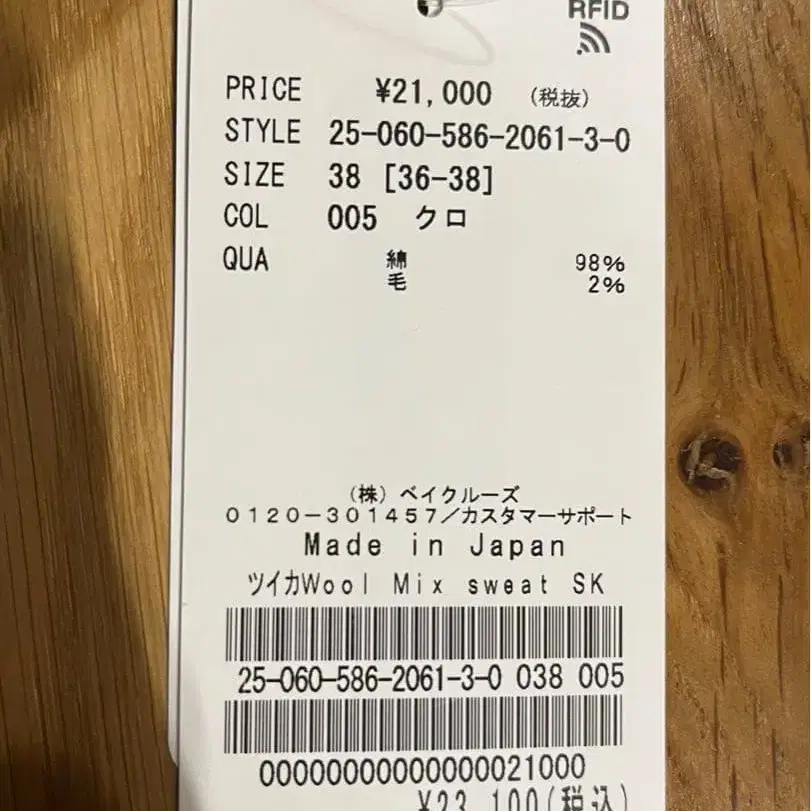 RFID
PRICE ¥21,000 (税抜)
STYLE 25-060-586-2061-3-0
SIZE 38 [36-38]
COL 005 クロ
QUA 綿 98%
毛 2%
(株) ベイクルーズ
0120-301457/カスタマーサポート
Made in Japan
ツイカWool Mix sweat SK
25-060-586-2061-3-0 038 005
00000000000000021000
¥23,100(税込)